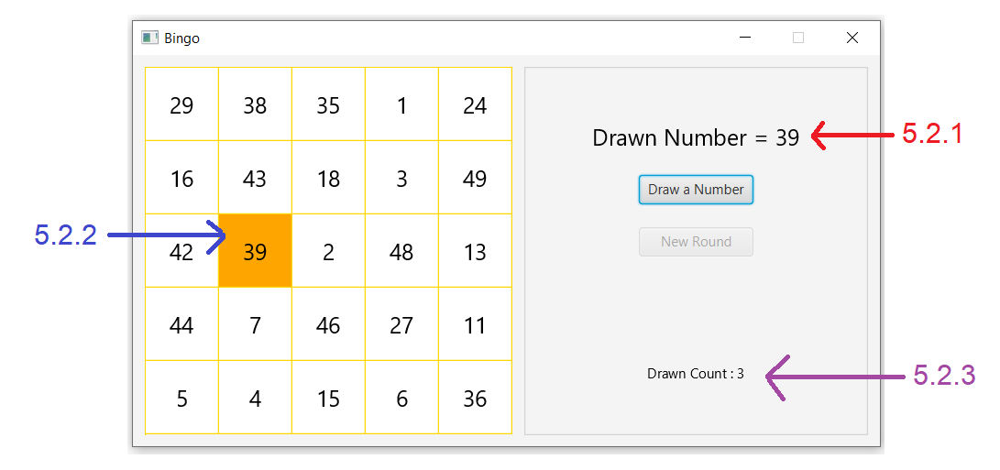 Bingo
29 38 35 1 24
Drawn Number = 39
5.2.1
16 43 18 3 49
Draw a Number
5.2.2
42 39 2 48 13
New Round
44 7 46 27 11
Drawn Count : 3
5.2.3
5 4 15 6 36